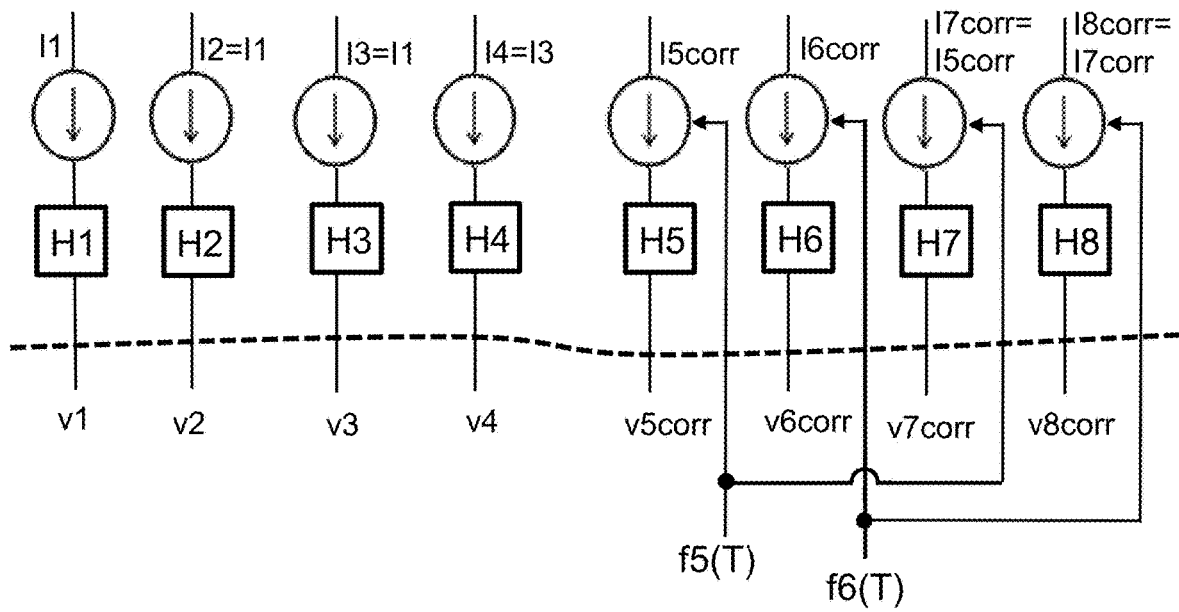 I1
I2=I1
I3=I1
I4=I3
I5corr
I6corr
I7corr=
I5corr
I8corr=
I7corr
H1
H2
H3
H4
H5
H6
H7
H8
v1
v2
v3
v4
v5corr
v6corr
v7corr
v8corr
f5(T)
f6(T)